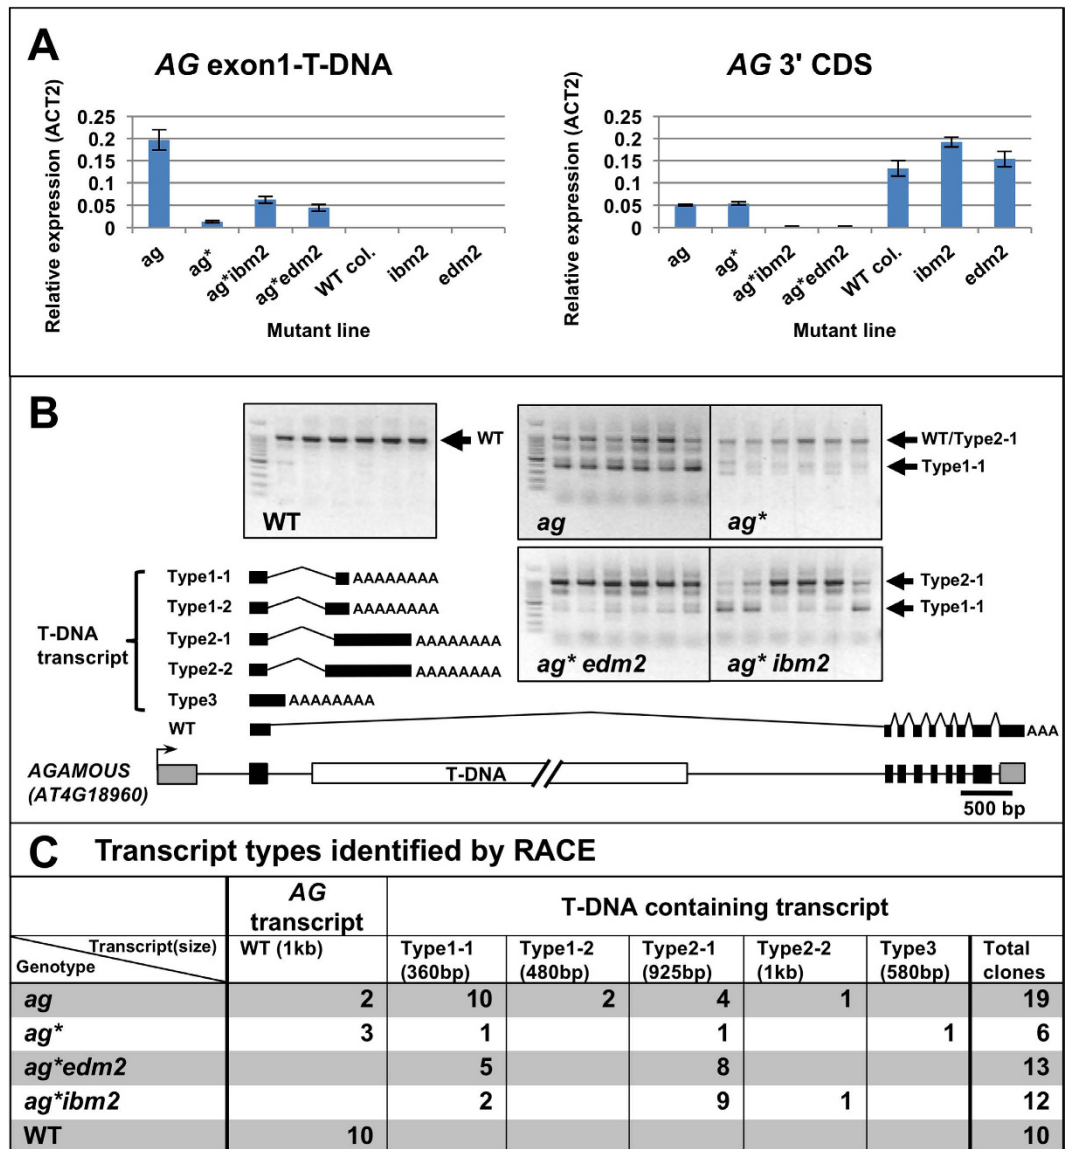 A
AG exon1-T-DNA
Relative expression (ACT2)
0.25
0.2
0.15
0.1
0.05
0
ag
ag*
ag*ibm2
ag*edm2
WT col.
ibm2
edm2
Mutant line
AG 3' CDS
Relative expression (ACT2)
0.25
0.2
0.15
0.1
0.05
0
ag
ag*
ag*ibm2
ag*edm2
WT col.
ibm2
edm2
Mutant line
B
WT
WT
ag
ag*
WT/Type2-1
Type1-1
ag* edm2
ag* ibm2
Type2-1
Type1-1
T-DNA
transcript
Type1-1
AAAAAAAA
Type1-2
AAAAAAAA
Type2-1
AAAAAAAA
Type2-2
AAAAAAAA
Type3
AAAAAAAA
WT
AAA
AGAMOUS
(AT4G18960)
T-DNA
500 bp
C Transcript types identified by RACE
AG
transcript
T-DNA containing transcript
Transcript(size)
Genotype
WT (1kb)
Type1-1
(360bp)
Type1-2
(480bp)
Type2-1
(925bp)
Type2-2
(1kb)
Type3
(580bp)
Total
clones
ag 2 10 2 4 1 19
ag* 3 1 1 1 6
ag*edm2 5 8 13
ag*ibm2 2 9 1 12
WT 10 10